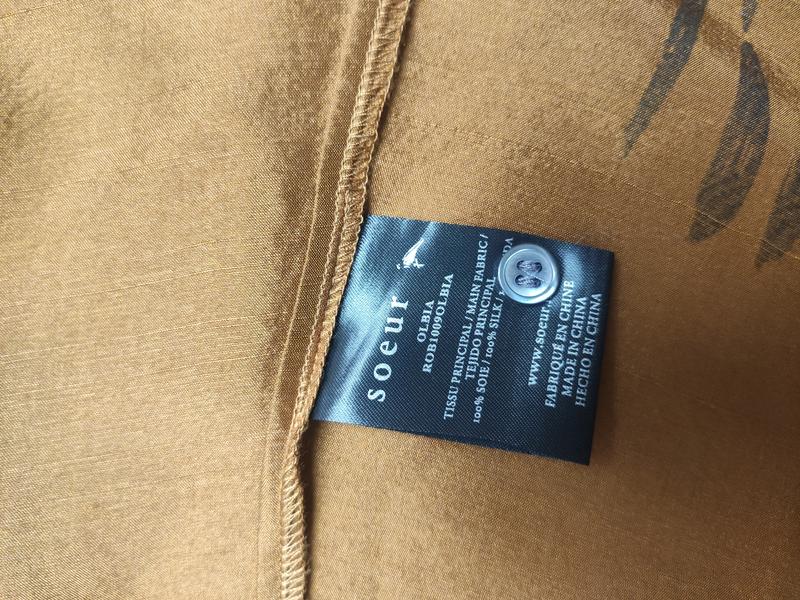 soeur
OLBIA
ROB1009OLBIA
TISSU PRINCIPAL / MAIN FABRIC /
TEJIDO PRINCIPAL
100% SOIE / 100% SILK /
www.soeur
FABRIQUE EN CHINE
MADE IN CHINA
HECHO EN CHINA